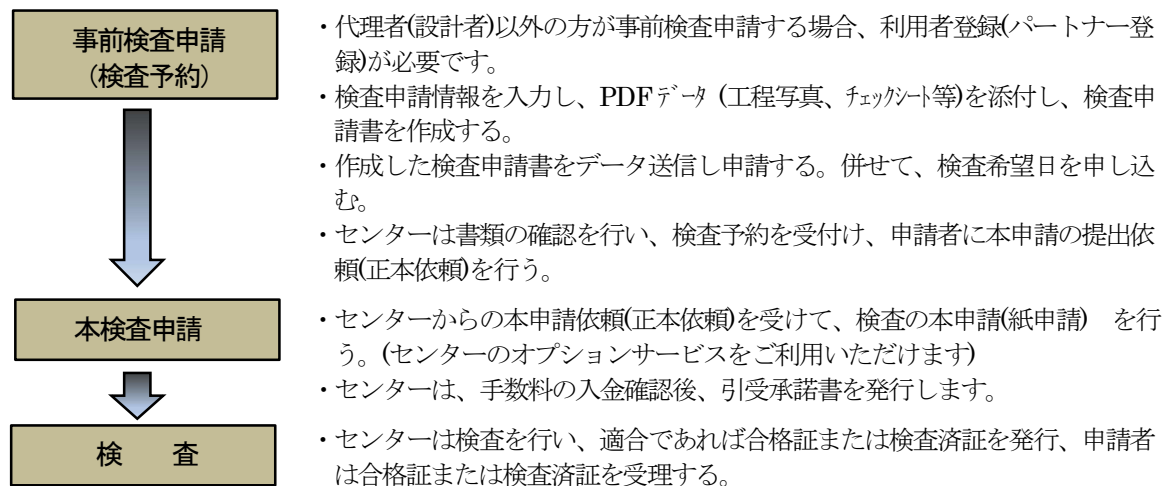 事前検査申請
（検査予約）
・代理者(設計者)以外の方が事前検査申請する場合、利用者登録(パートナー登
録)が必要です。
・検査申請情報を入力し、PDFﾃﾞｰﾀ (工程写真、ﾁｪｯｸｼｰﾄ等)を添付し、検査申
請書を作成する。
・作成した検査申請書をデータ送信し申請する。併せて、検査希望日を申し込
む。
・センターは書類の確認を行い、検査予約を受付け、申請者に本申請の提出依
頼(正本依頼)を行う。
本検査申請
・センターからの本申請依頼(正本依頼)を受けて、検査の本申請(紙申請)　を行
う。(センターのオプションサービスをご利用いただけます)
・センターは、手数料の入金確認後、引受承諾書を発行します。
検　査
・センターは検査を行い、適合であれば合格証または検査済証を発行、申請者
は合格証または検査済証を受理する。